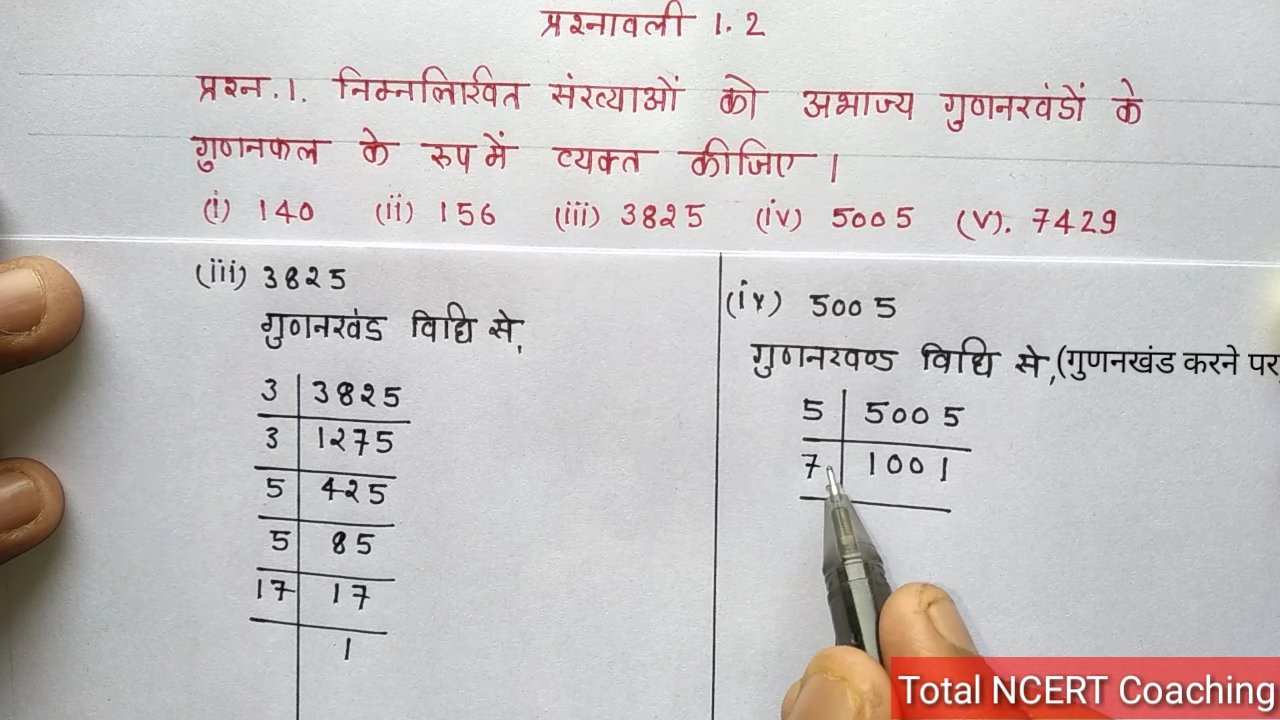 प्रश्नावली 1.2
प्रश्न.1. निम्नलिखित संख्याओं को अभाज्य गुणनखंडों के
गुणनफल के रुप में व्यक्त कीजिए।
(i) 140 (ii) 156 (iii) 3825 (iv) 5005 (v). 7429
(iii) 3825
गुणनखंड विधि से,
3 | 3825
3 | 1275
5 | 425
5 | 85
17 | 17
1
(iv) 5005
गुणनखण्ड विधि से, (गुणनखंड करने पर
5 | 5005
7 | 1001
Total NCERT Coaching